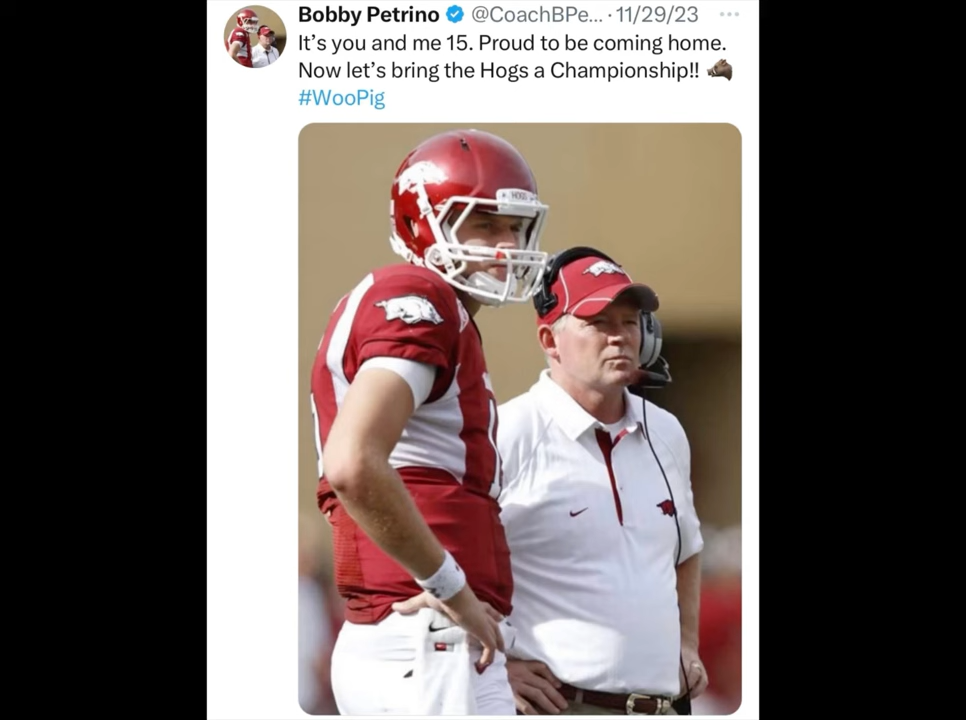 Bobby Petrino @CoachBPe... · 11/29/23 ...
It's you and me 15. Proud to be coming home.
Now let's bring the Hogs a Championship!! 🐗
#WooPig
HOGS